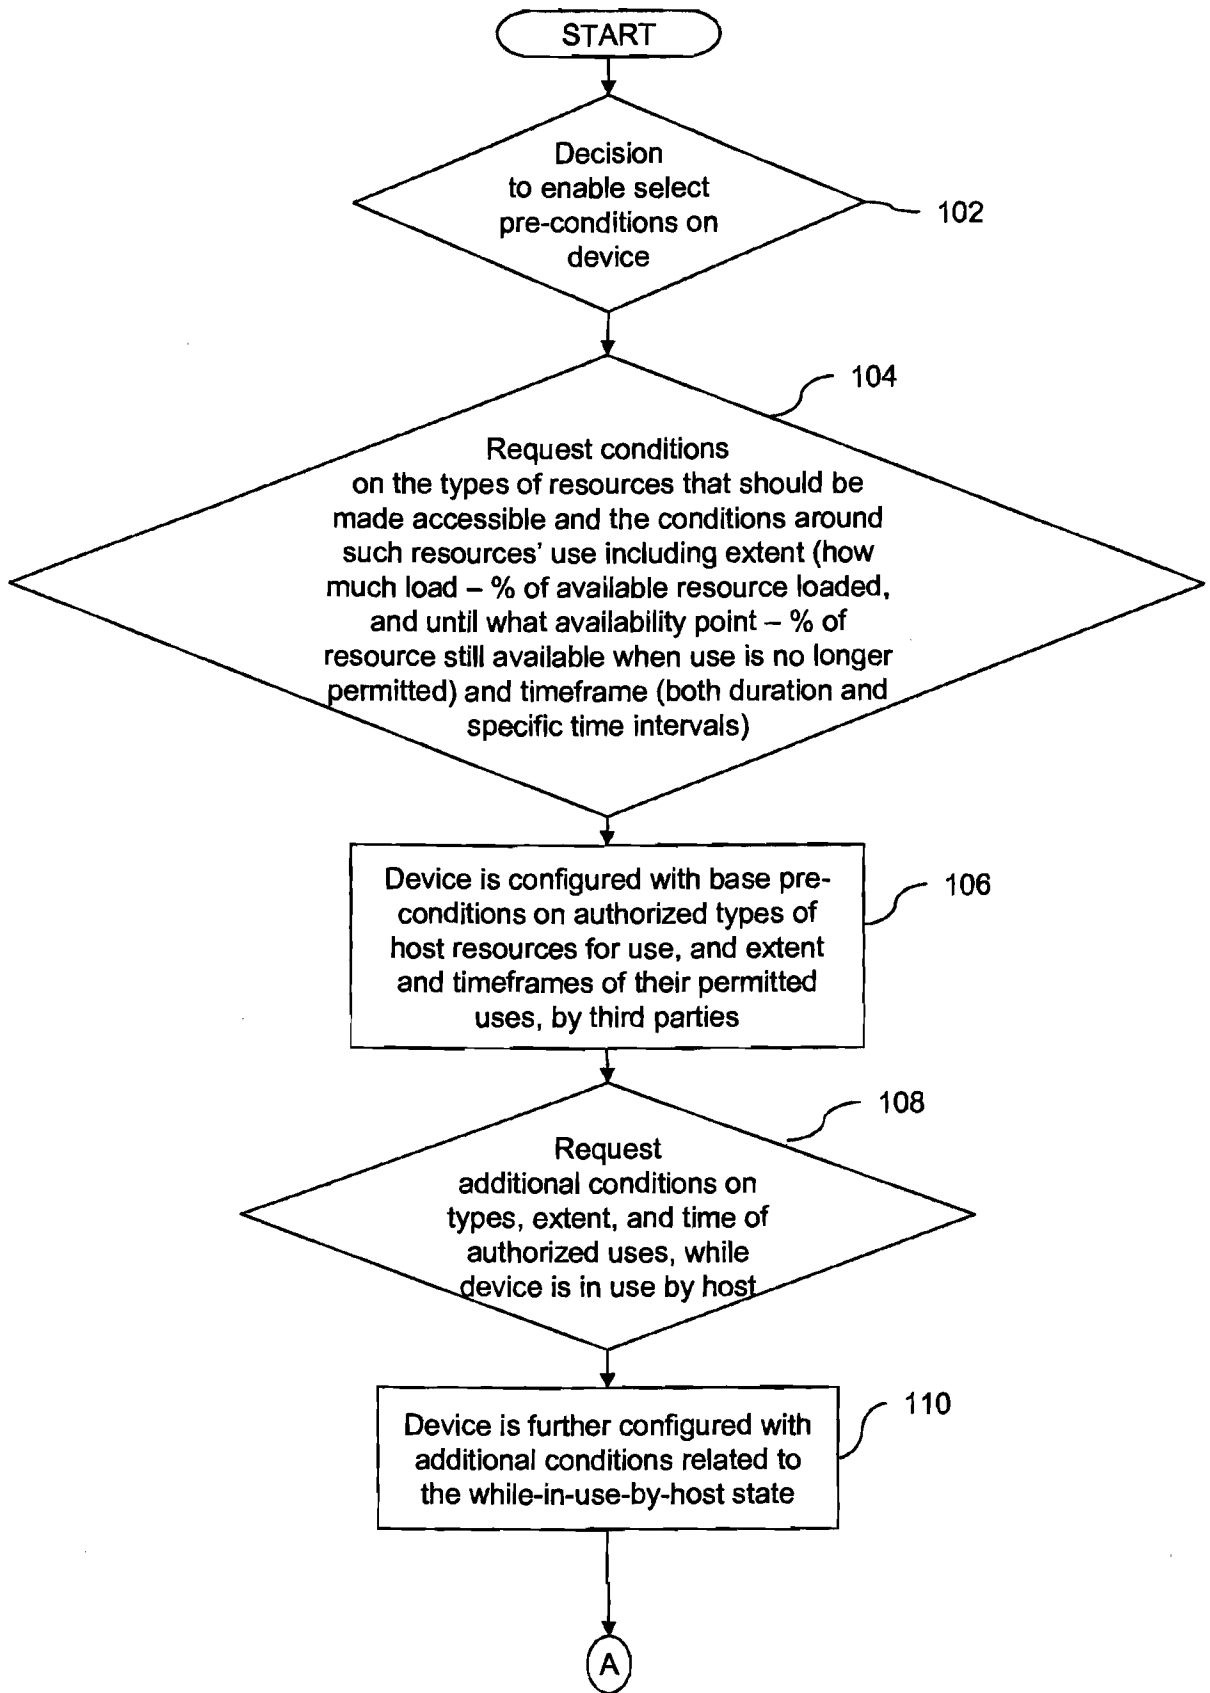 START
Decision
to enable select
pre-conditions on
device
102
104
Request conditions
on the types of resources that should be
made accessible and the conditions around
such resources’ use including extent (how
much load – % of available resource loaded,
and until what availability point – % of
resource still available when use is no longer
permitted) and timeframe (both duration and
specific time intervals)
Device is configured with base pre-
conditions on authorized types of
host resources for use, and extent
and timeframes of their permitted
uses, by third parties
106
108
Request
additional conditions on
types, extent, and time of
authorized uses, while
device is in use by host
110
Device is further configured with
additional conditions related to
the while-in-use-by-host state
A